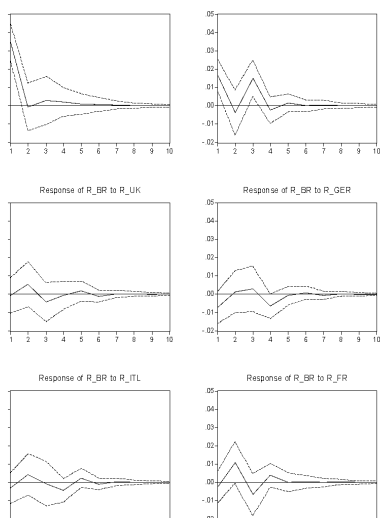 .05
.04
.03
.02
.01
.00
-.01
-.02
1 2 3 4 5 6 7 8 9 10
1 2 3 4 5 6 7 8 9 10
Response of R_BR to R_UK
Response of R_BR to R_GER
.05
.04
.03
.02
.01
.00
-.01
-.02
1 2 3 4 5 6 7 8 9 10
1 2 3 4 5 6 7 8 9 10
Response of R_BR to R_ITL
Response of R_BR to R_FR
.05
.04
.03
.02
.01
.00
-.01